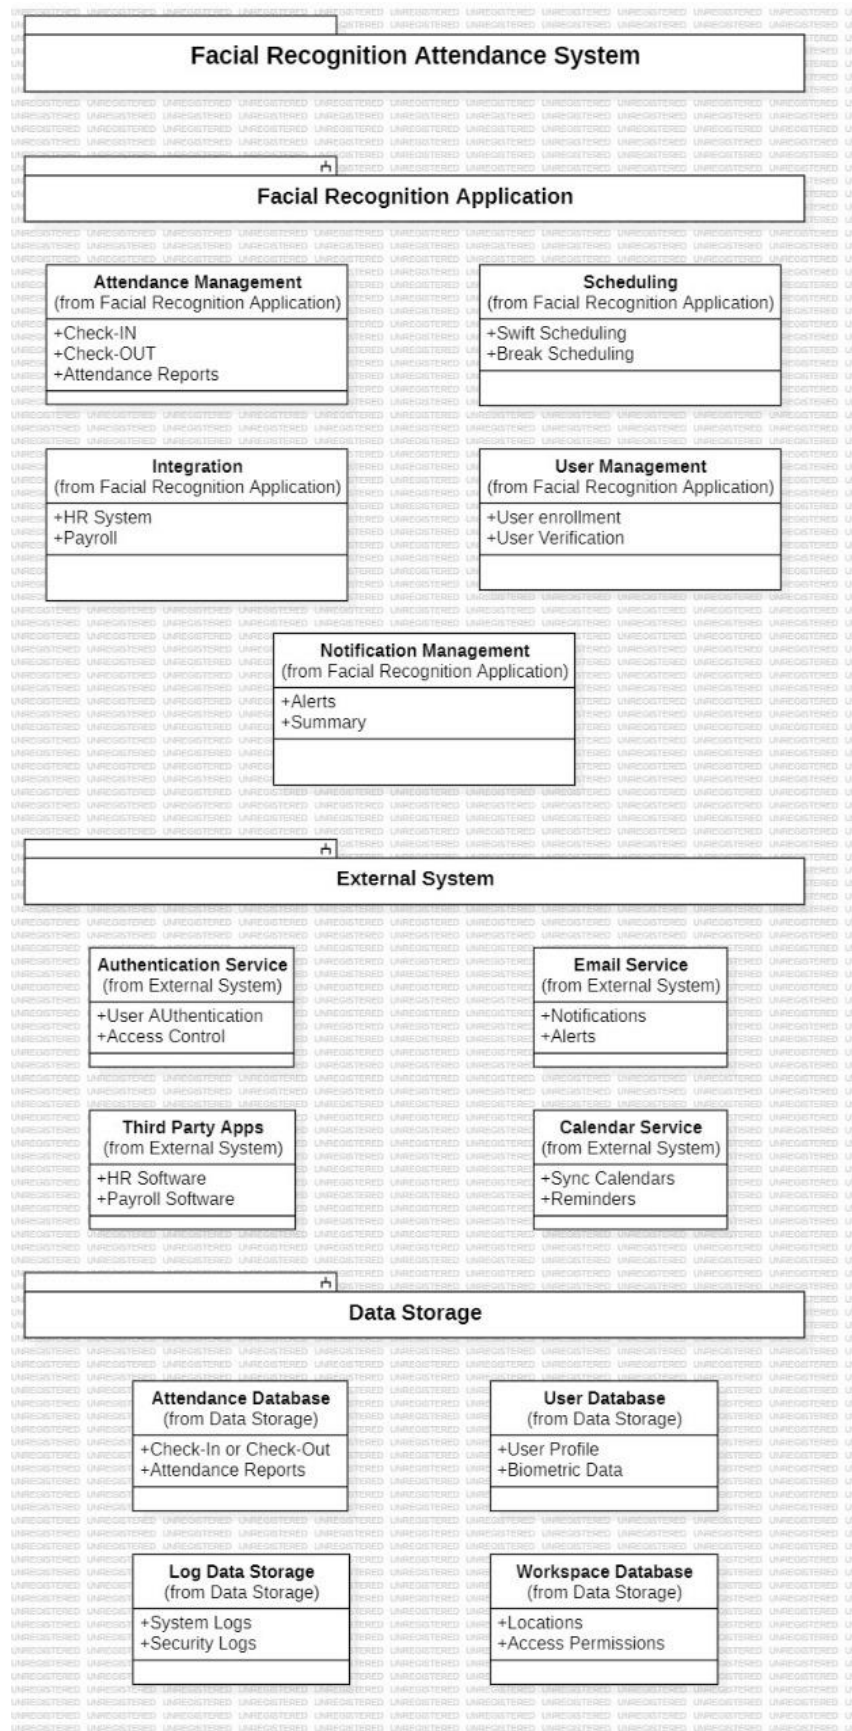 Facial Recognition Attendance System
Facial Recognition Application
Attendance Management
(from Facial Recognition Application)
+Check-IN
+Check-OUT
+Attendance Reports
Scheduling
(from Facial Recognition Application)
+Swift Scheduling
+Break Scheduling
Integration
(from Facial Recognition Application)
+HR System
+Payroll
User Management
(from Facial Recognition Application)
+User enrollment
+User Verification
Notification Management
(from Facial Recognition Application)
+Alerts
+Summary
External System
Authentication Service
(from External System)
+User AUthentication
+Access Control
Email Service
(from External System)
+Notifications
+Alerts
Third Party Apps
(from External System)
+HR Software
+Payroll Software
Calendar Service
(from External System)
+Sync Calendars
+Reminders
Data Storage
Attendance Database
(from Data Storage)
+Check-In or Check-Out
+Attendance Reports
User Database
(from Data Storage)
+User Profile
+Biometric Data
Log Data Storage
(from Data Storage)
+System Logs
+Security Logs
Workspace Database
(from Data Storage)
+Locations
+Access Permissions
UNREGISTERED